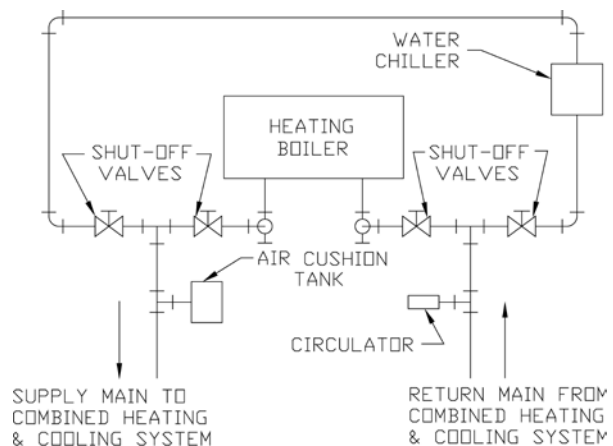 WATER
CHILLER
HEATING
BOILER
SHUT-OFF
VALVES
SHUT-OFF
VALVES
AIR CUSHION
TANK
CIRCULATOR
SUPPLY MAIN TO
COMBINED HEATING
& COOLING SYSTEM
RETURN MAIN FROM
COMBINED HEATING
& COOLING SYSTEM